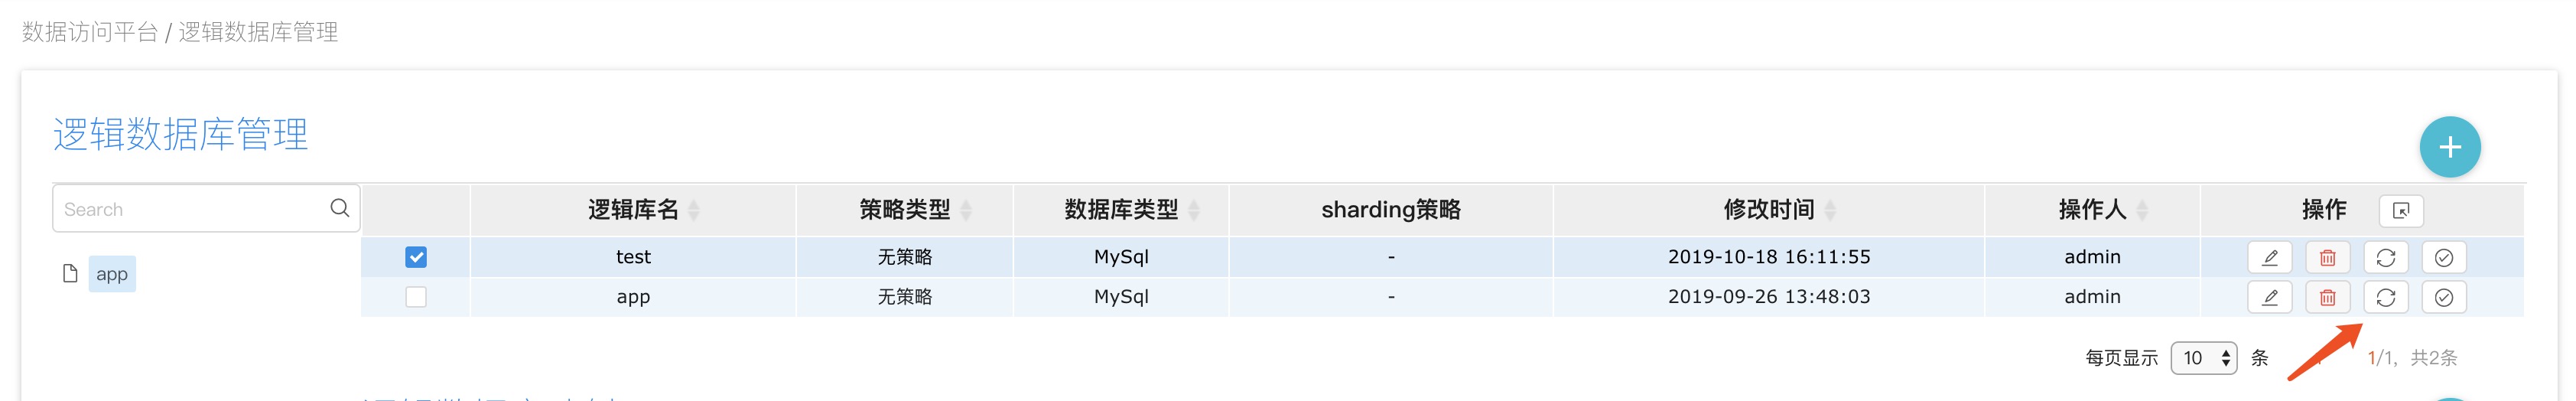 数据访问平台 / 逻辑数据库管理
逻辑数据库管理
Search
逻辑库名 策略类型 数据库类型 sharding策略 修改时间 操作人 操作
app
test 无策略 MySql - 2019-10-18 16:11:55 admin
app 无策略 MySql - 2019-09-26 13:48:03 admin
每页显示 10 条 1/1, 共2条